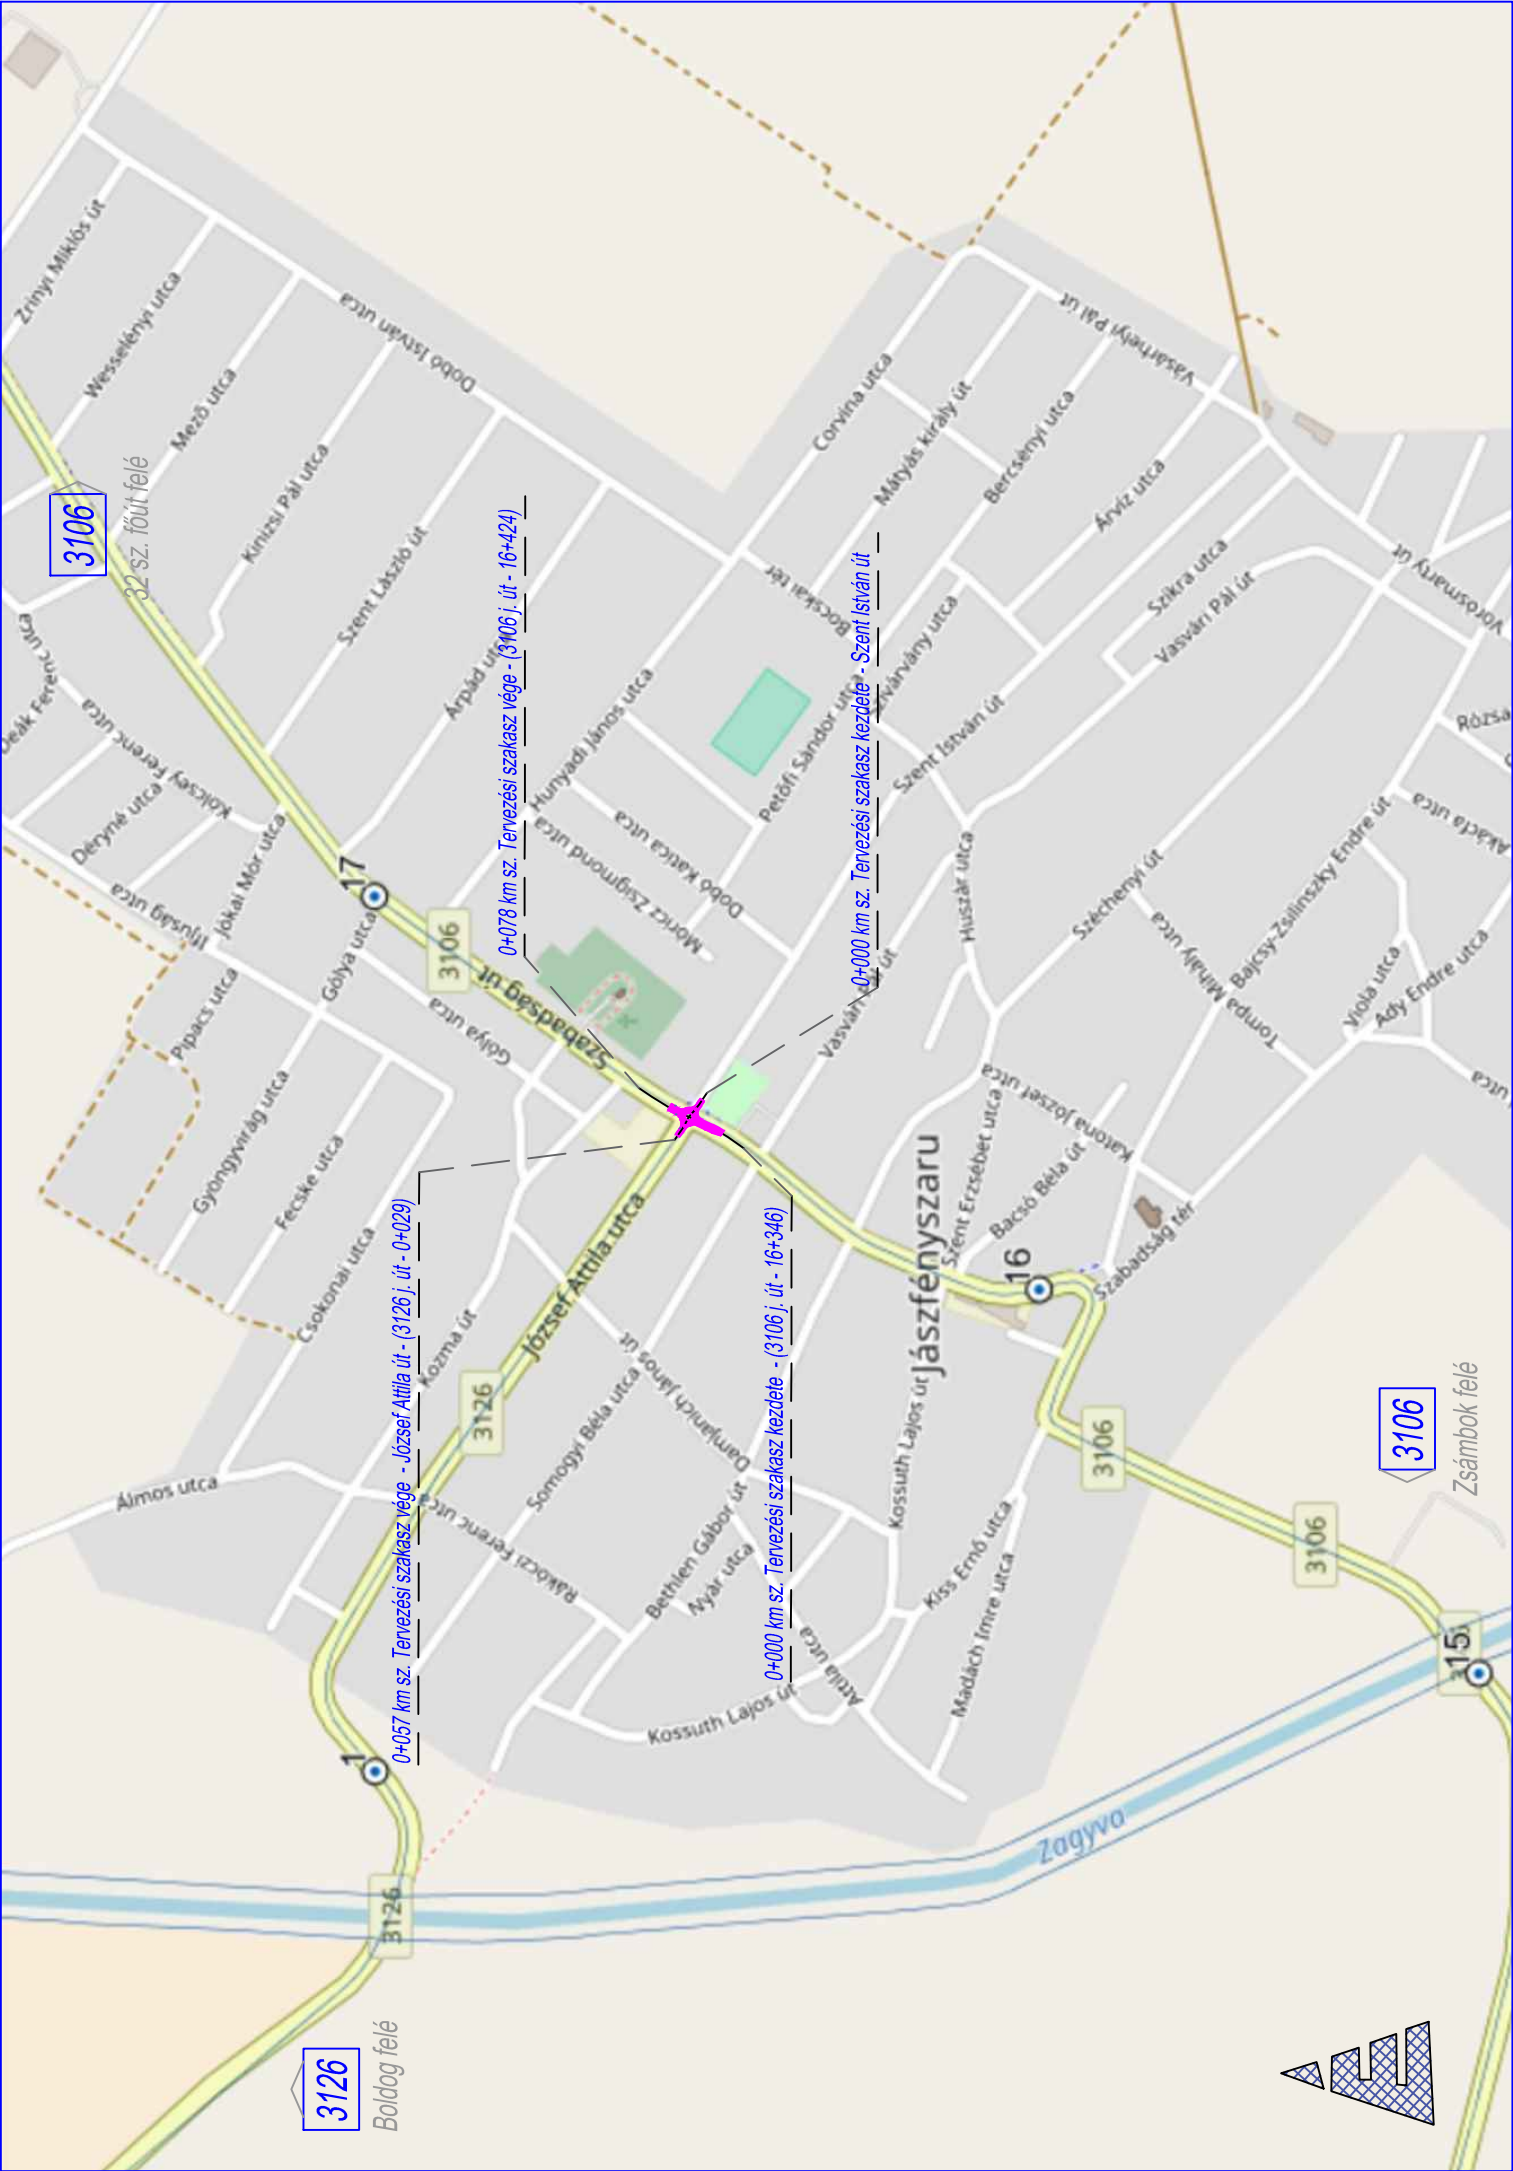 Zrínyi Miklós út
Wesselényi utca
Mező utca
Kinizsi Pál utca
Szent László út
Dobó István utca
3106
32 sz. főút felé
Deák Ferenc utca
Kölcsey Ferenc utca
Déryné utca
Jókai Mór utca
Ifjúság utca
Gólya utca
Pipacs utca
Gyöngyvirág utca
Fecske utca
Csokonai utca
17
3106
Szabadság út
Gólya utca
Hunyadi János utca
Móricz Zsigmond utca
Dobó Katica utca
0+078 km sz. Tervezési szakasz vége - (3106 j. út - 16+424)
0+000 km sz. Tervezési szakasz kezdete - Szent István út
0+057 km sz. Tervezési szakasz vége - József Attila út - (3126 j. út - 0+029)
0+000 km sz. Tervezési szakasz kezdete - (3106 j. út - 16+346)
Corvina utca
Mátyás király út
Bercsényi utca
Árvíz utca
Vásárhelyi Pál út
Bocskai tér
Petőfi Sándor utca
Szivárvány utca
Szent István út
Szikra utca
Vasvári Pál út
Vörösmarty út
Rózsa
Akácfa utca
Bajcsy-Zsilinszky Endre út
Széchenyi út
Huszár utca
Vasvári Pál út
Tompa Mihály utca
Viola utca
Ady Endre utca
utca
Katona József utca
Szent Erzsébet utca
Bacsó Béla út
Szabadság tér
Jászfényszaru
16
József Attila utca
Kozma út
3126
Somogyi Béla utca
Damjanich János út
Álmos utca
Rákóczi Ferenc utca
Bethlen Gábor út
Nyár utca
Kossuth Lajos út
Kiss Ernő utca
Madách Imre utca
Attila utca
Kossuth Lajos út
3106
3106
3106
Zsámbok felé
15
1
3126
Zagyva
3126
Boldog felé